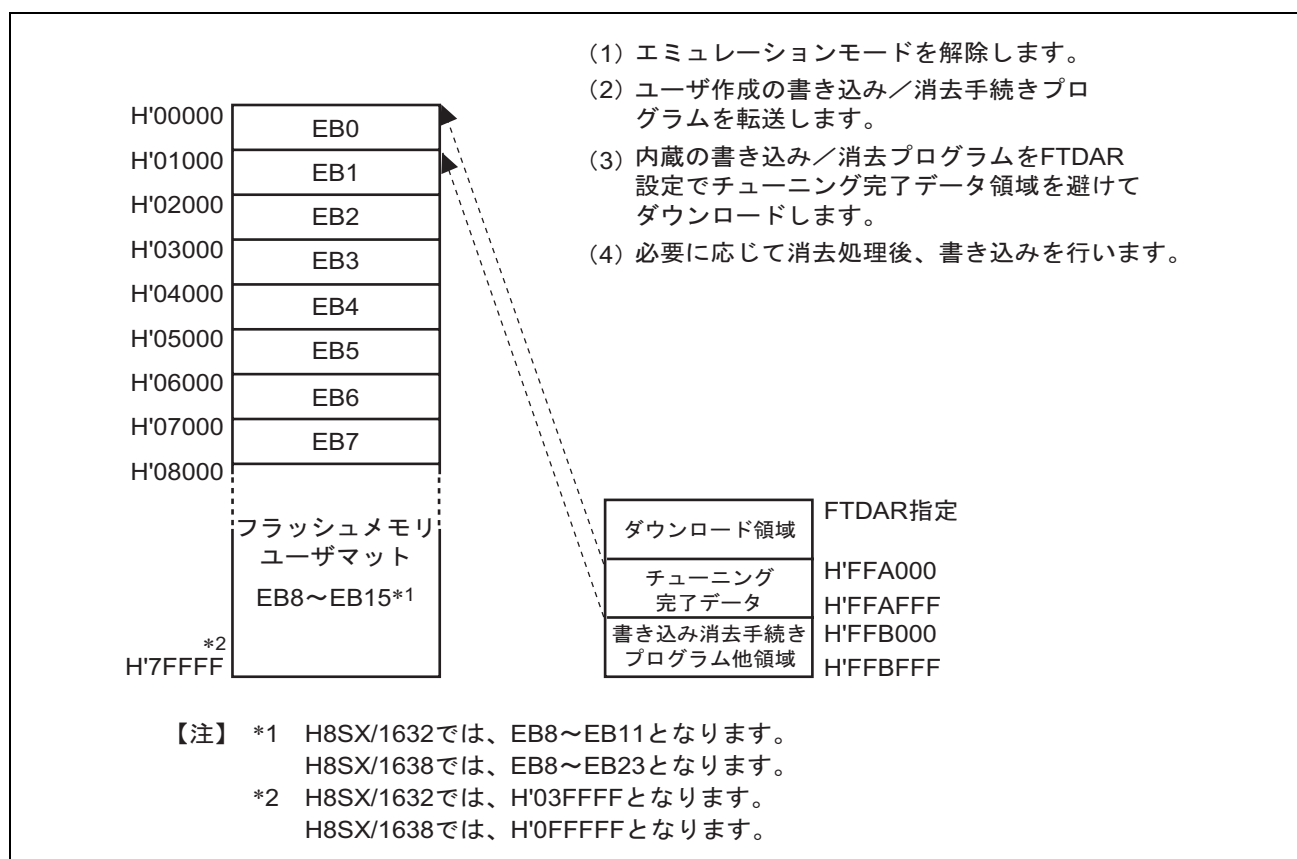 (1) エミュレーションモードを解除します。
(2) ユーザ作成の書き込み／消去手続きプロ
グラムを転送します。
(3) 内蔵の書き込み／消去プログラムをFTDAR
設定でチューニング完了データ領域を避けて
ダウンロードします。
(4) 必要に応じて消去処理後、書き込みを行います。
H'00000
EB0
H'01000
EB1
H'02000
EB2
H'03000
EB3
H'04000
EB4
H'05000
EB5
H'06000
EB6
H'07000
EB7
H'08000
フラッシュメモリ
ユーザマット
EB8～EB15*1
*2
H'7FFFF
ダウンロード領域
FTDAR指定
チューニング
完了データ
H'FFA000
H'FFAFFF
書き込み消去手続き
プログラム他領域
H'FFB000
H'FFBFFF
【注】 *1 H8SX/1632では、EB8～EB11となります。
H8SX/1638では、EB8～EB23となります。
*2 H8SX/1632では、H'03FFFFとなります。
H8SX/1638では、H'0FFFFFとなります。